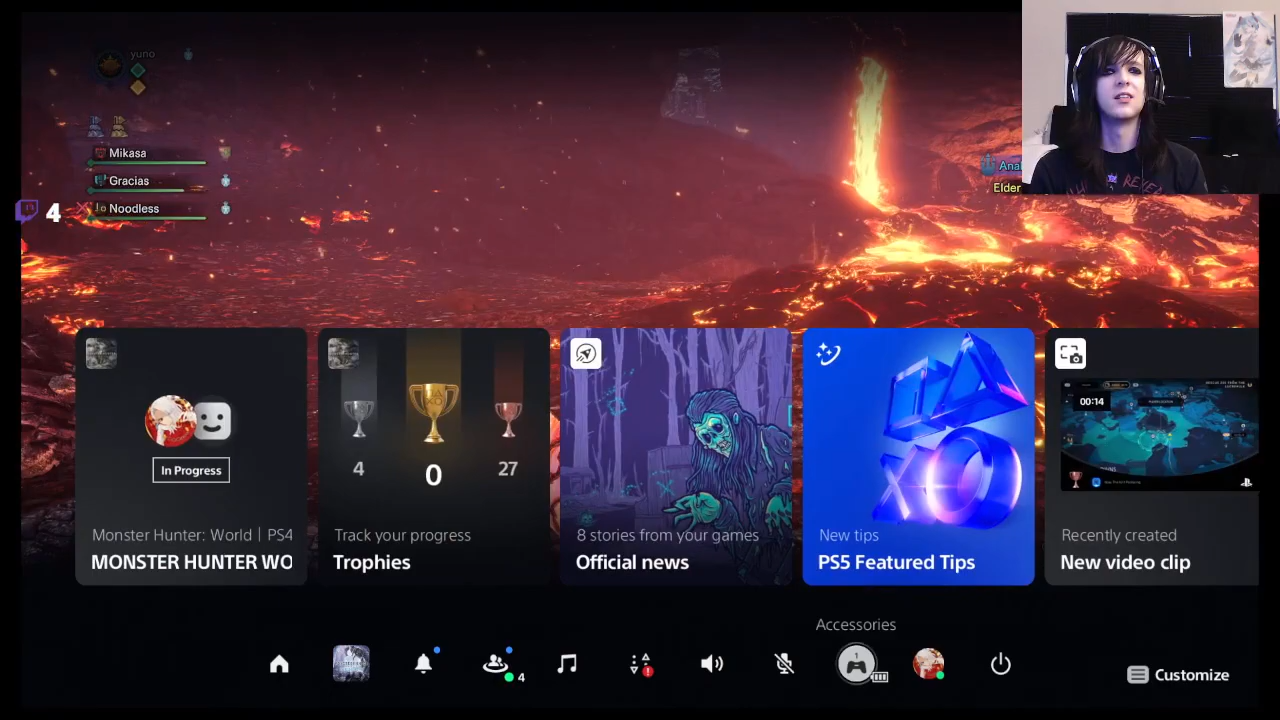 yuno
Mikasa
Gracias
Noodless
4
Elder
In Progress
Monster Hunter: World | PS4
MONSTER HUNTER WO
4
0
27
Track your progress
Trophies
8 stories from your games
Official news
New tips
PS5 Featured Tips
00:14
Recently created
New video clip
Accessories
4
1
Customize